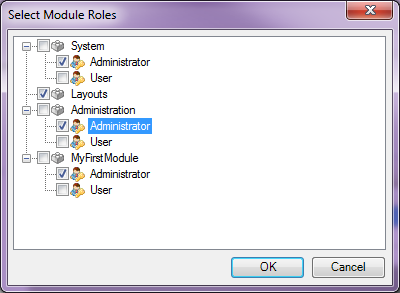 Select Module Roles
System
Administrator
User
Layouts
Administration
Administrator
User
MyFirstModule
Administrator
User
OK Cancel